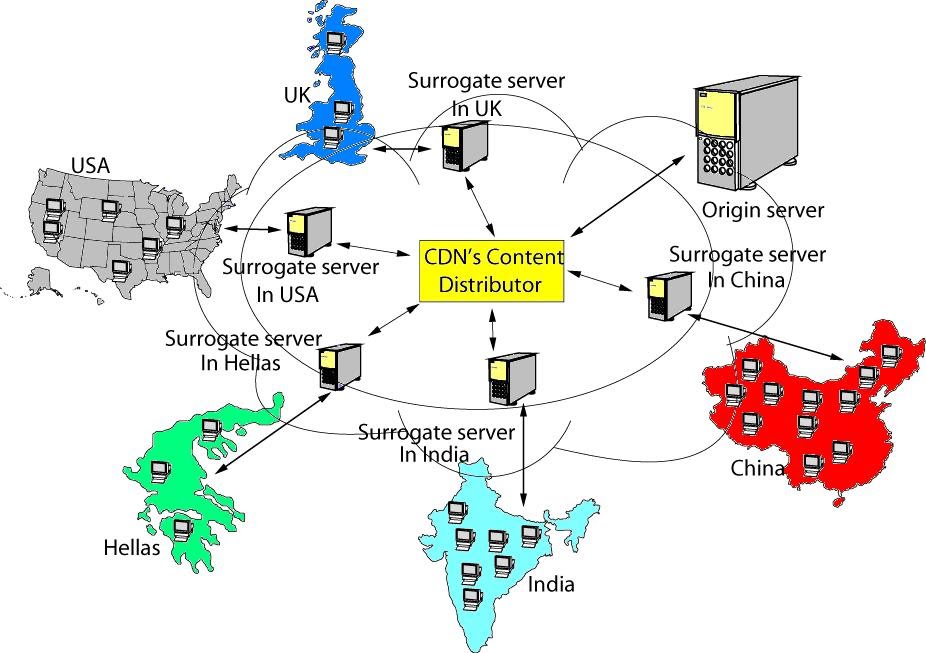 Surrogate server
In UK
UK
USA
Origin server
CDN's Content
Distributor
Surrogate server
In China
Surrogate server
In USA
Surrogate server
In Hellas
Surrogate server
In India
China
Hellas
India